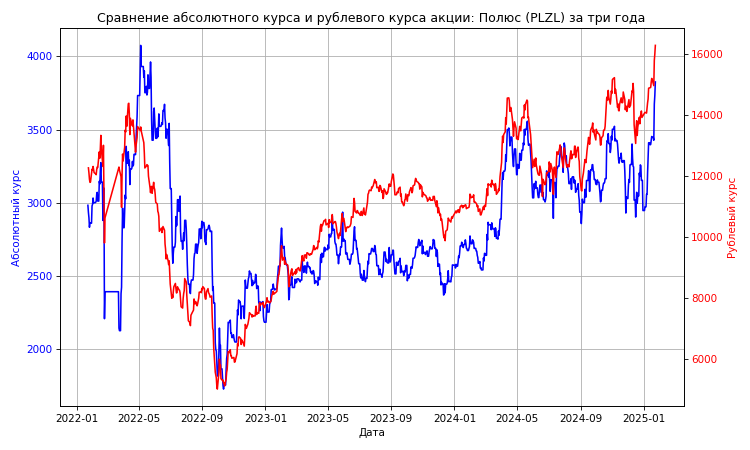 Сравнение абсолютного курса и рублевого курса акции: Полюс (PLZL) за три года
Абсолютный курс
4000
3500
3000
2500
2000
16000
14000
12000
10000
8000
6000
Рублевый курс
2022-01 2022-05 2022-09 2023-01 2023-05 2023-09 2024-01 2024-05 2024-09 2025-01
Дата